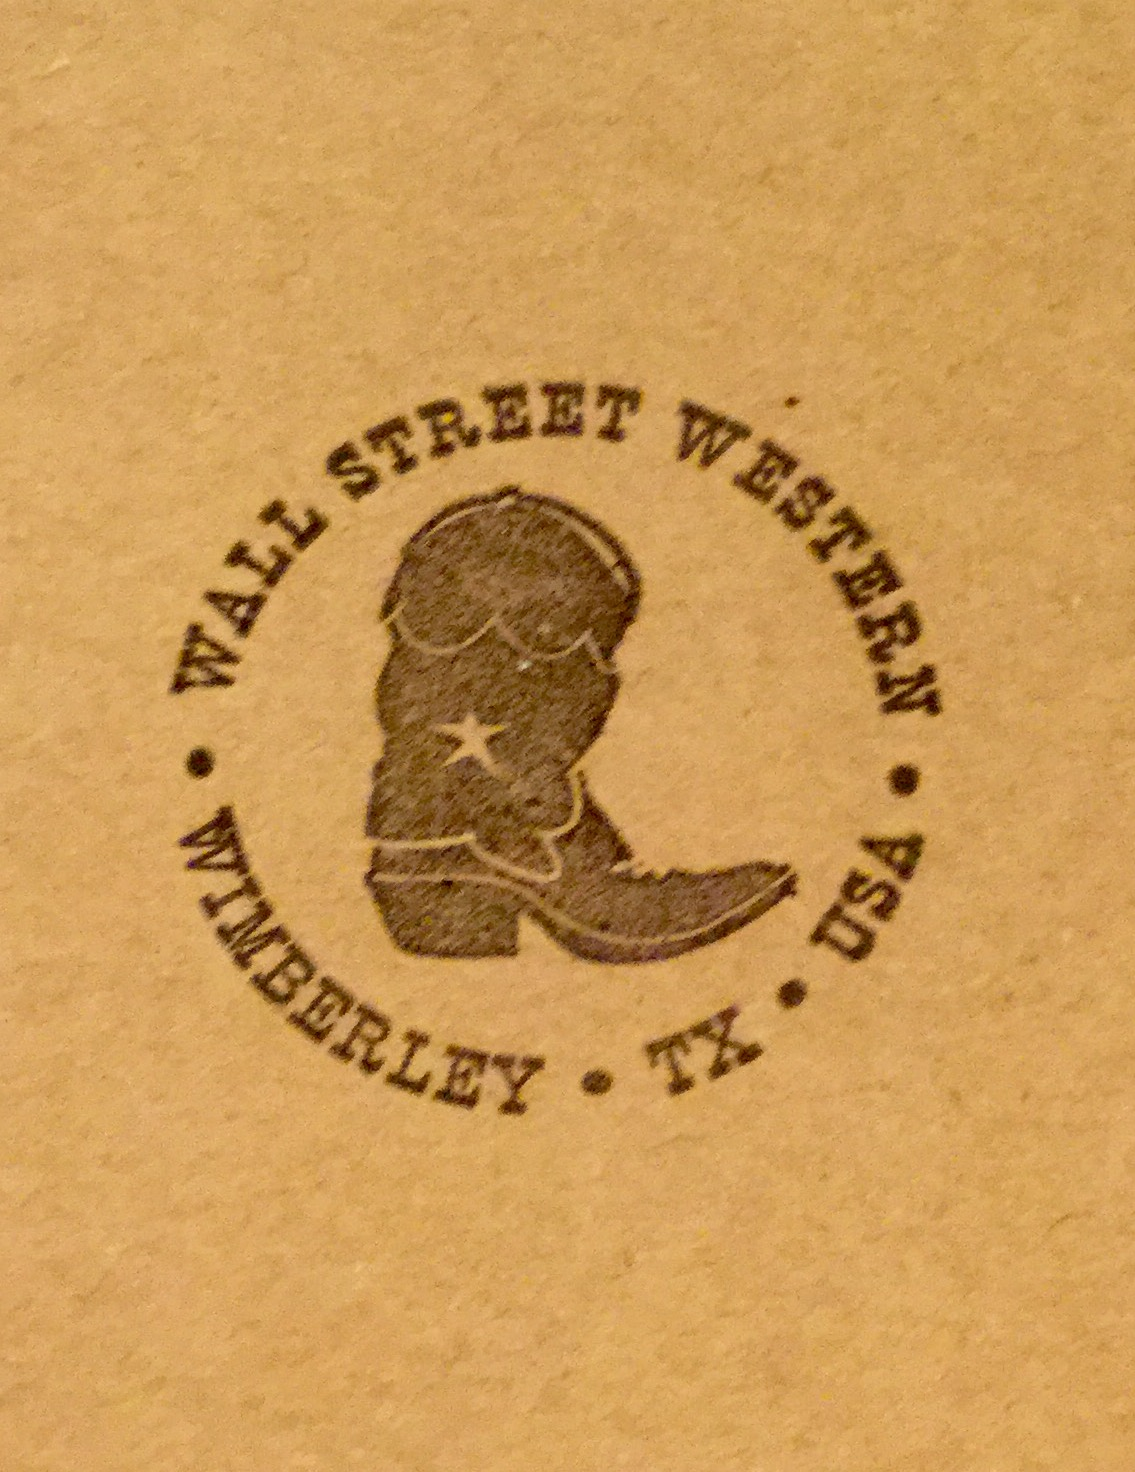 WALL STREET WESTERN
• WIMBERLEY • TX • USA •